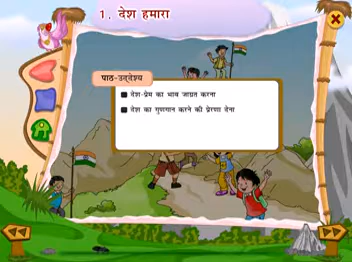 1. देश हमारा
पाठ-उद्देश्य
देश-प्रेम का भाव जाग्रत करना
देश का गुणगान करने की प्रेरणा देना